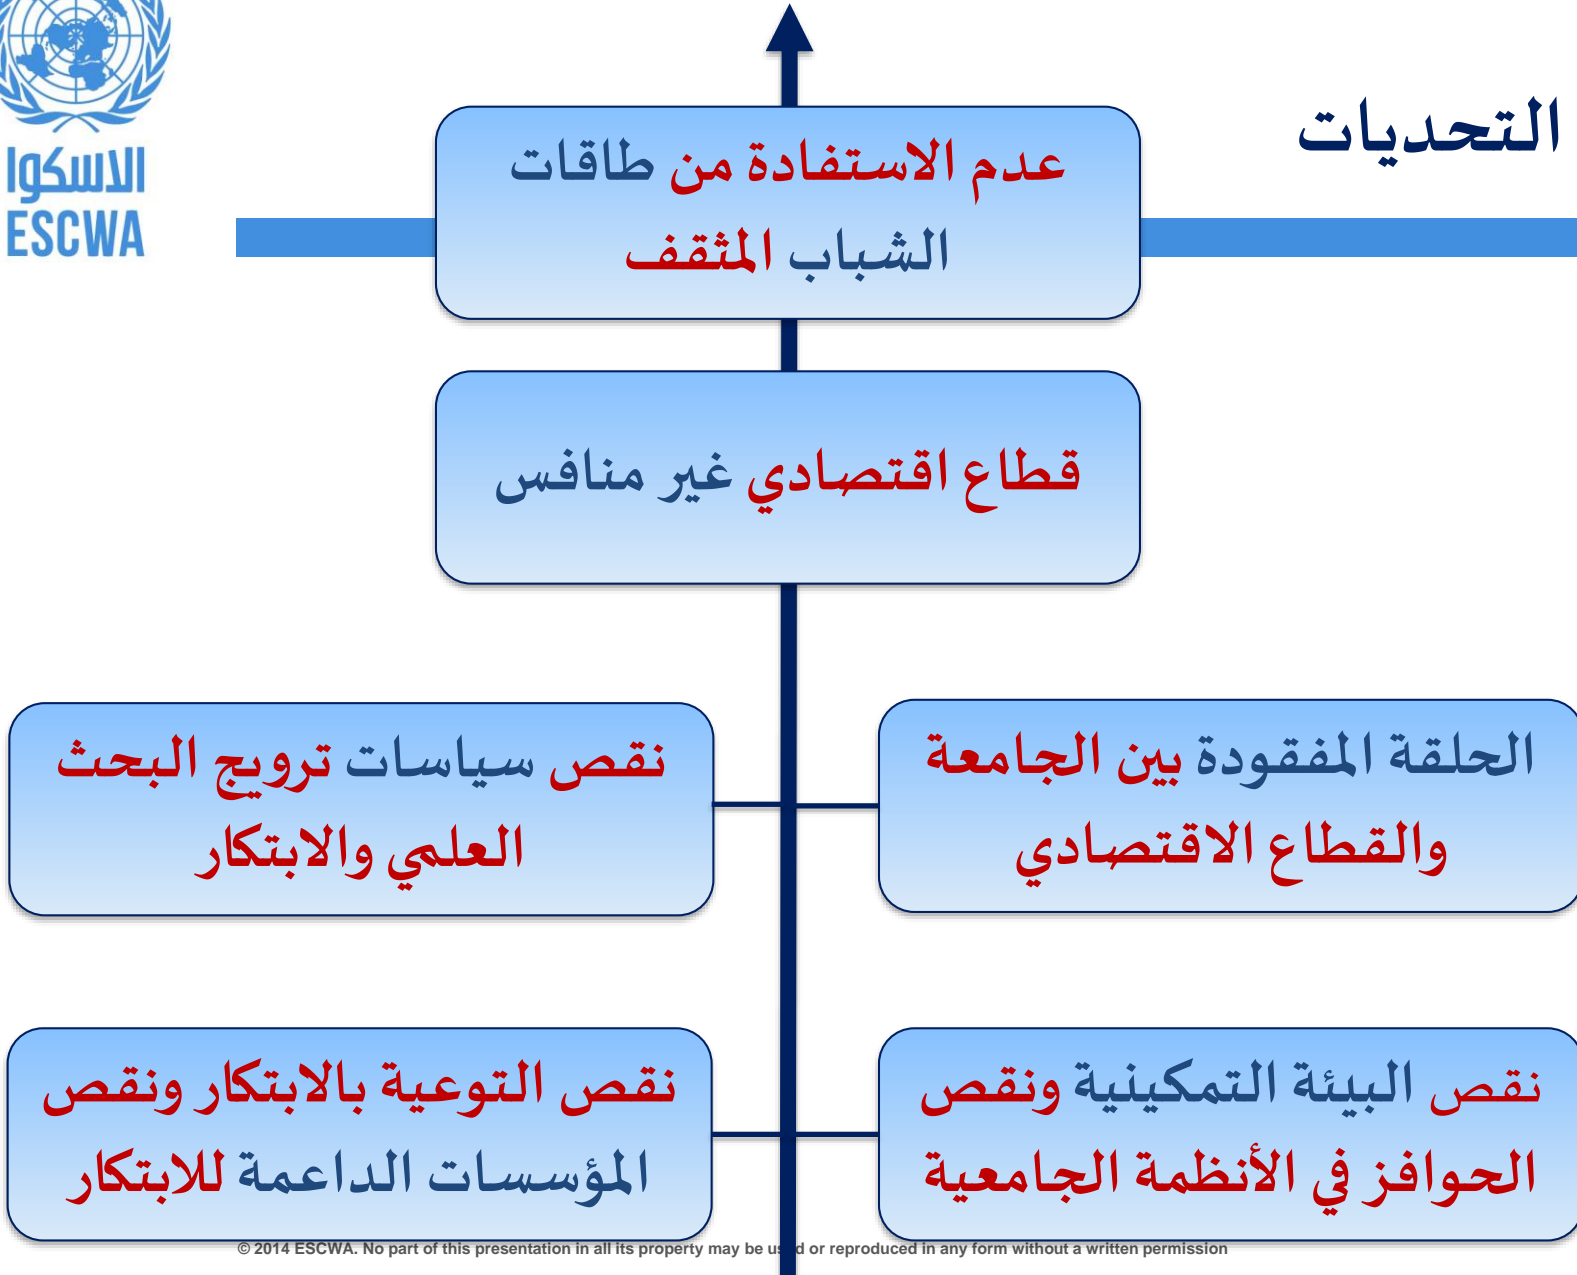 الاسكوا
ESCWA
التحديات
عدم الاستفادة من طاقات
الشباب المثقف
قطاع اقتصادي غير منافس
الحلقة المفقودة بين الجامعة
والقطاع الاقتصادي
نقص سياسات ترويج البحث
العلمي والابتكار
نقص البيئة التمكينية ونقص
الحوافز في الأنظمة الجامعية
نقص التوعية بالابتكار ونقص
المؤسسات الداعمة للابتكار
© 2014 ESCWA. No part of this presentation in all its property may be used or reproduced in any form without a written permission